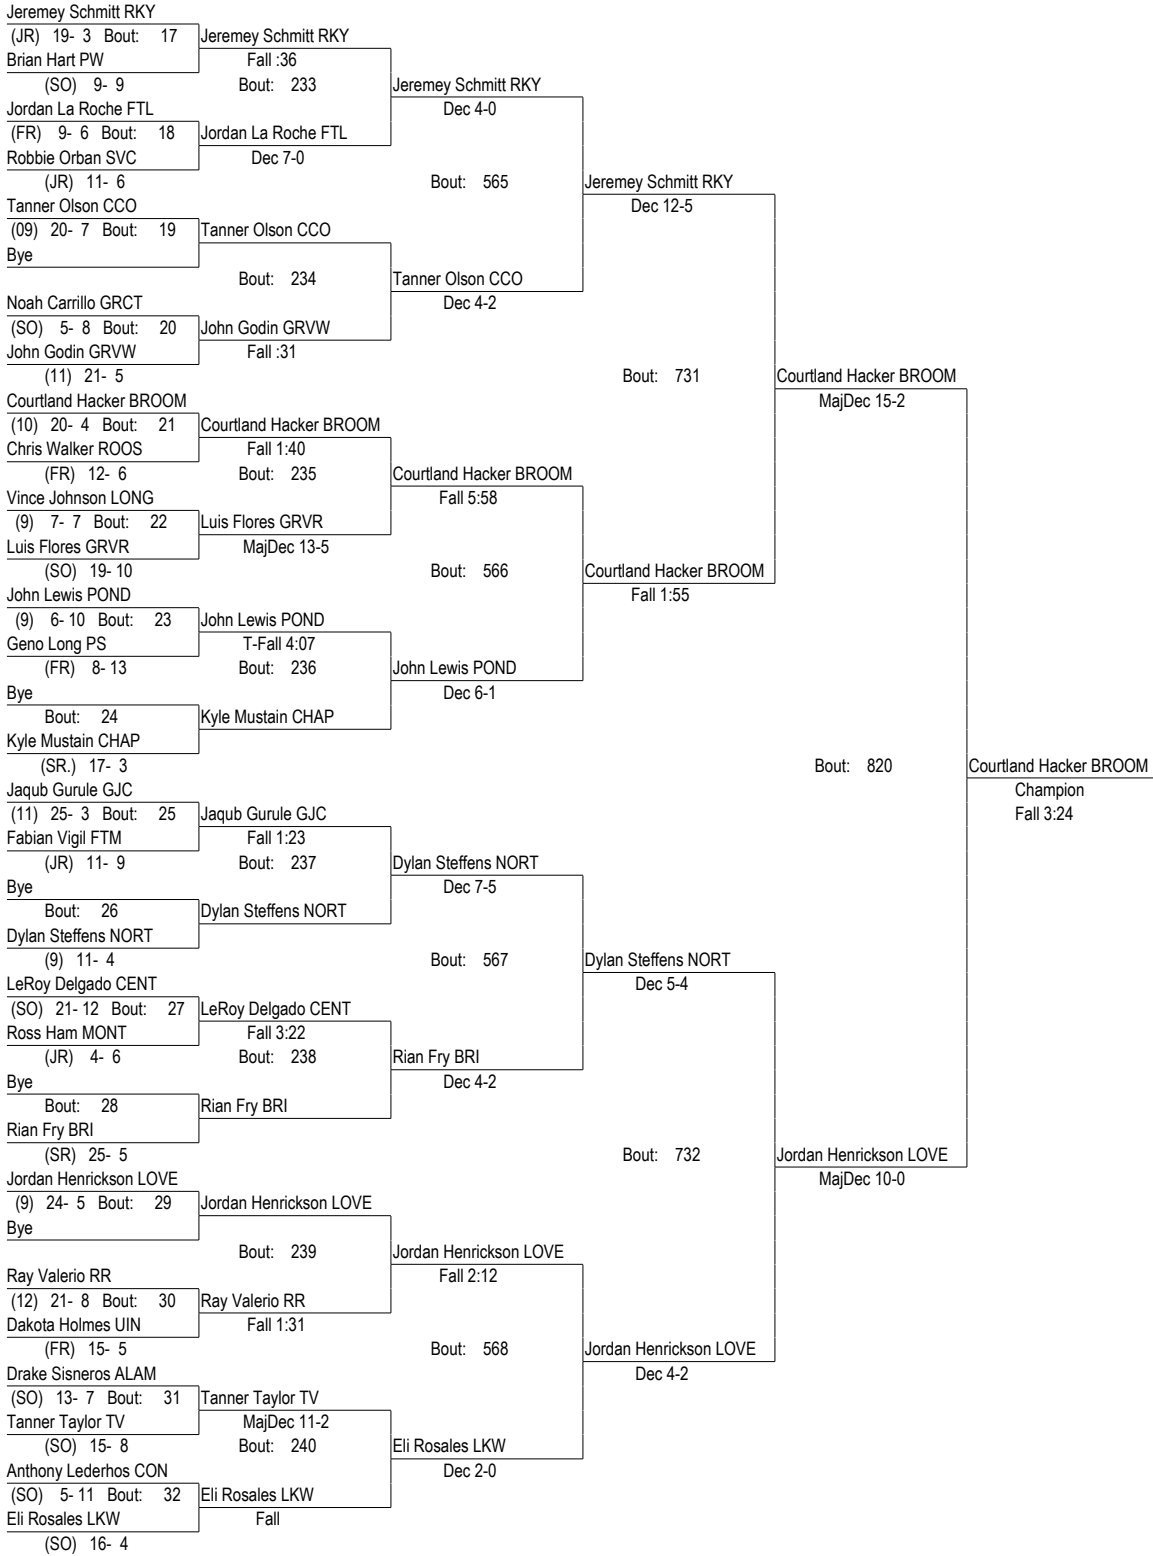 Jeremey Schmitt RKY
(JR) 19- 3 Bout: 17 Jeremey Schmitt RKY
Brian Hart PW Fall :36
(SO) 9- 9 Bout: 233 Jeremey Schmitt RKY
Jordan La Roche FTL Dec 4-0
(FR) 9- 6 Bout: 18 Jordan La Roche FTL
Robbie Orban SVC Dec 7-0
(JR) 11- 6 Bout: 565 Jeremey Schmitt RKY
Tanner Olson CCO Dec 12-5
(09) 20- 7 Bout: 19 Tanner Olson CCO
Bye
Bout: 234 Tanner Olson CCO
Noah Carrillo GRCT Dec 4-2
(SO) 5- 8 Bout: 20 John Godin GRVW
John Godin GRVW Fall :31
(11) 21- 5 Bout: 731 Courtland Hacker BROOM
Courtland Hacker BROOM MajDec 15-2
(10) 20- 4 Bout: 21 Courtland Hacker BROOM
Chris Walker ROOS Fall 1:40
(FR) 12- 6 Bout: 235 Courtland Hacker BROOM
Vince Johnson LONG Fall 5:58
(9) 7- 7 Bout: 22 Luis Flores GRVR
Luis Flores GRVR MajDec 13-5
(SO) 19- 10 Bout: 566 Courtland Hacker BROOM
John Lewis POND Fall 1:55
(9) 6- 10 Bout: 23 John Lewis POND
Geno Long PS T-Fall 4:07
(FR) 8- 13 Bout: 236 John Lewis POND
Bye Dec 6-1
Bout: 24 Kyle Mustain CHAP
Kyle Mustain CHAP
(SR.) 17- 3 Bout: 820 Courtland Hacker BROOM
Jaqub Gurule GJC Champion
(11) 25- 3 Bout: 25 Jaqub Gurule GJC Fall 3:24
Fabian Vigil FTM Fall 1:23
(JR) 11- 9 Bout: 237 Dylan Steffens NORT
Bye Dec 7-5
Bout: 26 Dylan Steffens NORT
Dylan Steffens NORT
(9) 11- 4 Bout: 567 Dylan Steffens NORT
LeRoy Delgado CENT Dec 5-4
(SO) 21- 12 Bout: 27 LeRoy Delgado CENT
Ross Ham MONT Fall 3:22
(JR) 4- 6 Bout: 238 Rian Fry BRI
Bye Dec 4-2
Bout: 28 Rian Fry BRI
Rian Fry BRI
(SR) 25- 5 Bout: 732 Jordan Henrickson LOVE
Jordan Henrickson LOVE MajDec 10-0
(9) 24- 5 Bout: 29 Jordan Henrickson LOVE
Bye
Bout: 239 Jordan Henrickson LOVE
Ray Valerio RR Fall 2:12
(12) 21- 8 Bout: 30 Ray Valerio RR
Dakota Holmes UIN Fall 1:31
(FR) 15- 5 Bout: 568 Jordan Henrickson LOVE
Drake Sisneros ALAM Dec 4-2
(SO) 13- 7 Bout: 31 Tanner Taylor TV
Tanner Taylor TV MajDec 11-2
(SO) 15- 8 Bout: 240 Eli Rosales LKW
Anthony Lederhos CON Dec 2-0
(SO) 5- 11 Bout: 32 Eli Rosales LKW
Eli Rosales LKW Fall
(SO) 16- 4